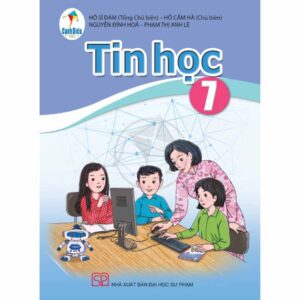 Cánh Diều
HỒ SĨ ĐÀM (Tổng Chủ biên) - HỒ CẨM HÀ (Chủ biên)
NGUYỄN ĐÌNH HOÁ - PHẠM THỊ ANH LÊ
Tin học
7
NHÀ XUẤT BẢN ĐẠI HỌC SƯ PHẠM